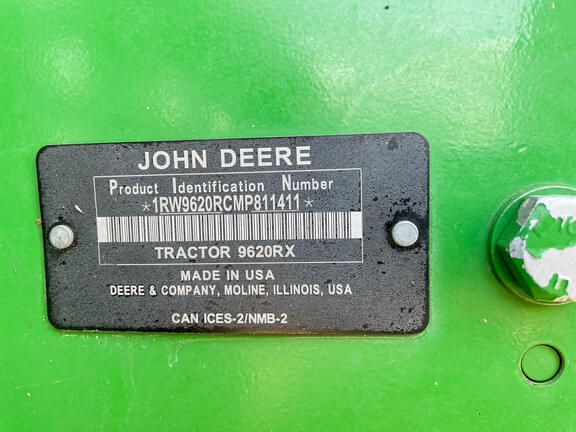 JOHN DEERE
Product Identification Number
*1RW9620RCMP811411*
TRACTOR 9620RX
MADE IN USA
DEERE & COMPANY, MOLINE, ILLINOIS, USA
CAN ICES-2/NMB-2